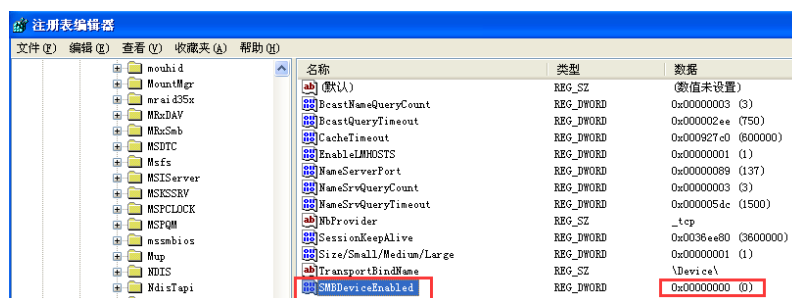 注册表编辑器
文件(F) 编辑(E) 查看(V) 收藏夹(A) 帮助(H)
mouhid
MountMgr
mraid35x
MRxDAV
MRxSmb
MSDTC
Msfs
MSIServer
MSKSSRV
MSPCLOCK
MSPQM
mssmbios
Mup
NDIS
NdisTapi
名称 类型 数据
(默认) REG_SZ (数值未设置)
BcastNameQueryCount REG_DWORD 0x00000003 (3)
BcastQueryTimeout REG_DWORD 0x000002ee (750)
CacheTimeout REG_DWORD 0x000927c0 (600000)
EnableLMHOSTS REG_DWORD 0x00000001 (1)
NameServerPort REG_DWORD 0x00000089 (137)
NameSrvQueryCount REG_DWORD 0x00000003 (3)
NameSrvQueryTimeout REG_DWORD 0x000005dc (1500)
NbProvider REG_SZ _tcp
SessionKeepAlive REG_DWORD 0x0036ee80 (3600000)
Size/Small/Medium/Large REG_DWORD 0x00000001 (1)
TransportBindName REG_SZ \Device\
SMBDeviceEnabled REG_DWORD 0x00000000 (0)